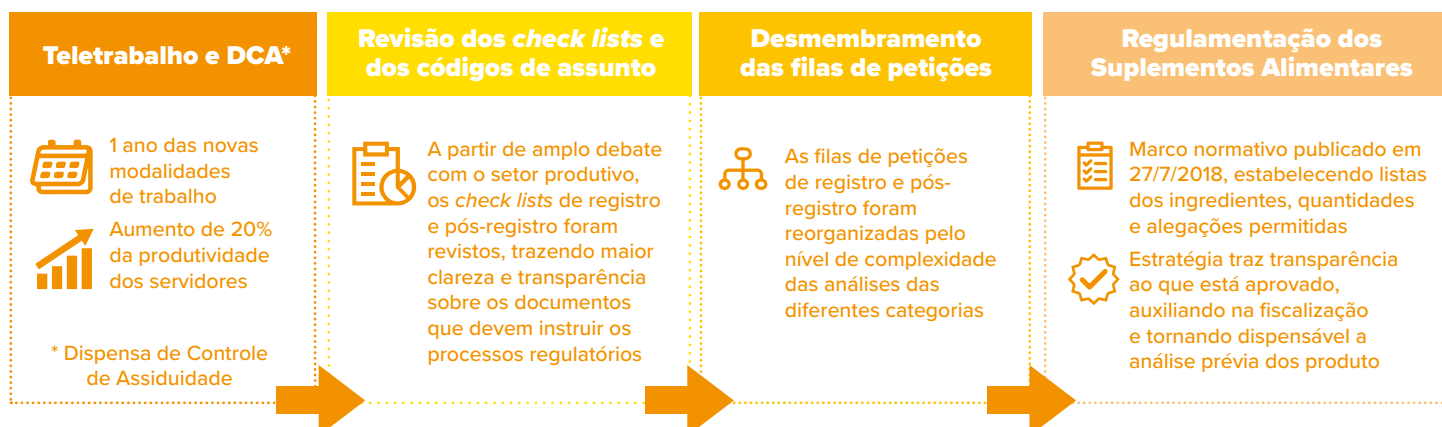 Teletrabalho e DCA*
1 ano das novas
modalidades
de trabalho
Aumento de 20%
da produtividade
dos servidores
* Dispensa de Controle
de Assiduidade
Revisão dos check lists e
dos códigos de assunto
A partir de amplo debate
com o setor produtivo,
os check lists de registro
e pós-registro foram
revistos, trazendo maior
clareza e transparência
sobre os documentos
que devem instruir os
processos regulatórios
Desmembramento
das filas de petições
As filas de petições
de registro e pós-
registro foram
reorganizadas pelo
nível de complexidade
das análises das
diferentes categorias
Regulamentação dos
Suplementos Alimentares
Marco normativo publicado em
27/7/2018, estabelecendo listas
dos ingredientes, quantidades
e alegações permitidas
Estratégia traz transparência
ao que está aprovado,
auxiliando na fiscalização
e tornando dispensável a
análise prévia dos produto